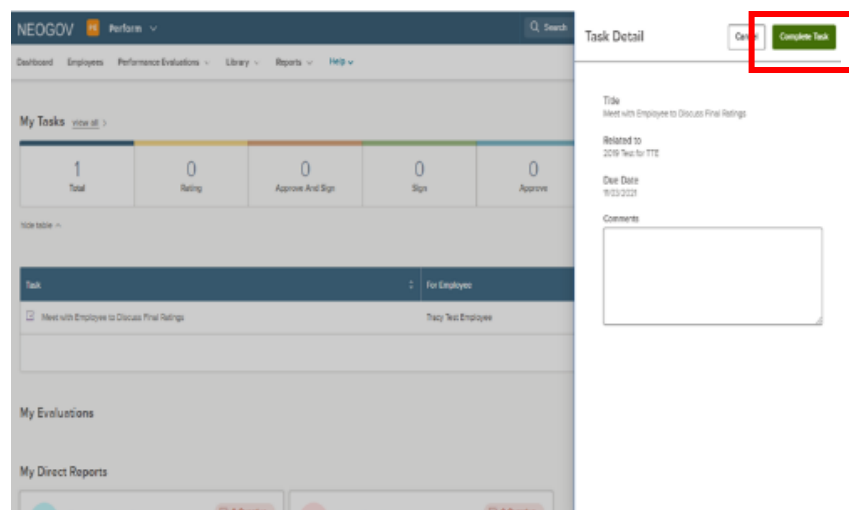 NEOGOV PE Perform
Search
Dashboard Employees Performance Evaluations Library Reports Help
My Tasks view all >
1
Total
0
Rating
0
Approve And Sign
0
Sign
0
Approve
hide table
Task
For Employee
Meet with Employee to Discuss Final Ratings
Tracy Test Employee
My Evaluations
My Direct Reports
Task Detail
Cancel
Complete Task
Title
Meet with Employee to Discuss Final Ratings
Related to
2019 Test for TTE
Due Date
11/23/2021
Comments